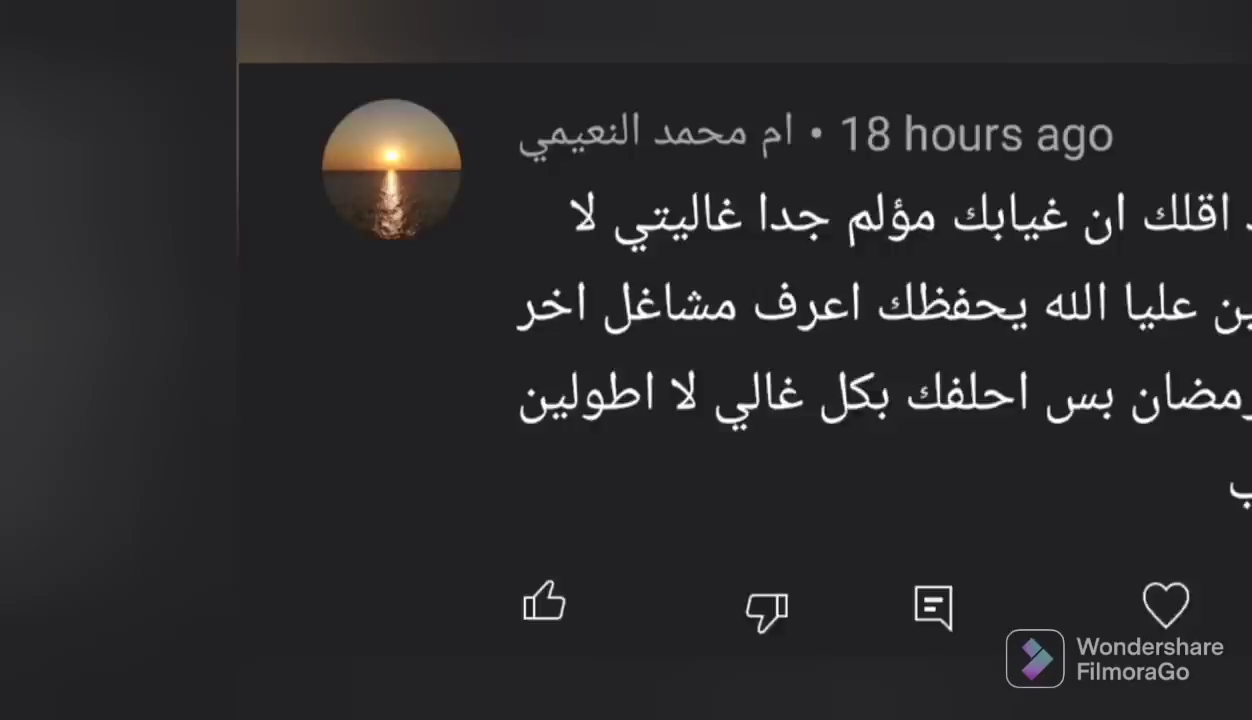 ام محمد النعيمي • 18 hours ago
اقلك ان غيابك مؤلم جدا غاليتي لا
عليا الله يحفظك اعرف مشاغل اخر
بس احلفك بكل غالي لا اطولين
Wondershare
FilmoraGo